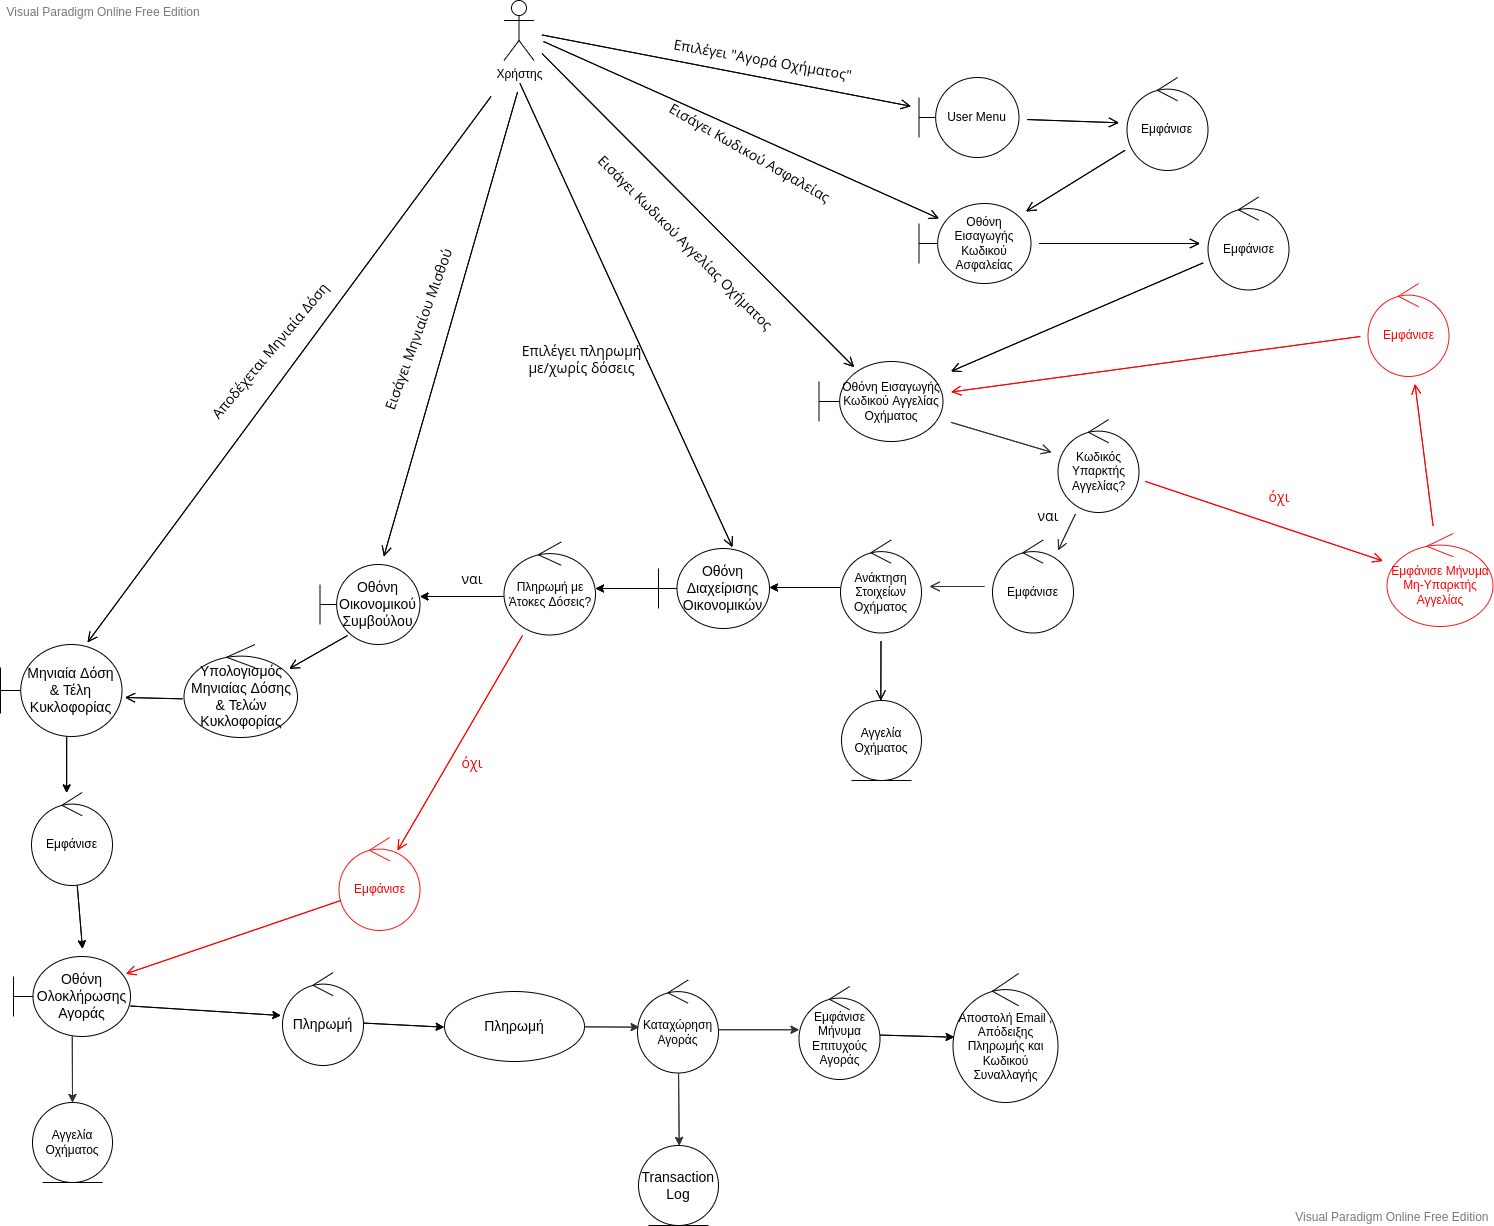 Visual Paradigm Online Free Edition
Χρήστης
Επιλέγει "Αγορά Οχήματος"
User Menu
Εμφάνισε
Εισάγει Κωδικού Ασφαλείας
Εισάγει Κωδικού Αγγελίας Οχήματος
Οθόνη
Εισαγωγής
Κωδικού
Ασφαλείας
Εμφάνισε
Εισάγει Μηνιαίου Μισθού
Αποδέχεται Μηνιαία Δόση
Επιλέγει πληρωμή
με/χωρίς δόσεις
Εμφάνισε
Οθόνη Εισαγωγής
Κωδικού Αγγελίας
Οχήματος
Κωδικός
Υπαρκτής
Αγγελίας?
όχι
ναι
Εμφάνισε Μήνυμα
Μη-Υπαρκτής
Αγγελίας
Εμφάνισε
Ανάκτηση
Στοιχείων
Οχήματος
Οθόνη
Διαχείρισης
Οικονομικών
Πληρωμή με
Άτοκες Δόσεις?
ναι
Οθόνη
Οικονομικού
Συμβούλου
Υπολογισμός
Μηνιαίας Δόσης
& Τελών
Κυκλοφορίας
Μηνιαία Δόση
& Τέλη
Κυκλοφορίας
Αγγελία
Οχήματος
όχι
Εμφάνισε
Εμφάνισε
Οθόνη
Ολοκλήρωσης
Αγοράς
Πληρωμή
Πληρωμή
Καταχώρηση
Αγοράς
Εμφάνισε
Μήνυμα
Επιτυχούς
Αγοράς
Αποστολή Email ,
Απόδειξης
Πληρωμής και
Κωδικού
Συναλλαγής
Αγγελία
Οχήματος
Transaction
Log
Visual Paradigm Online Free Edition